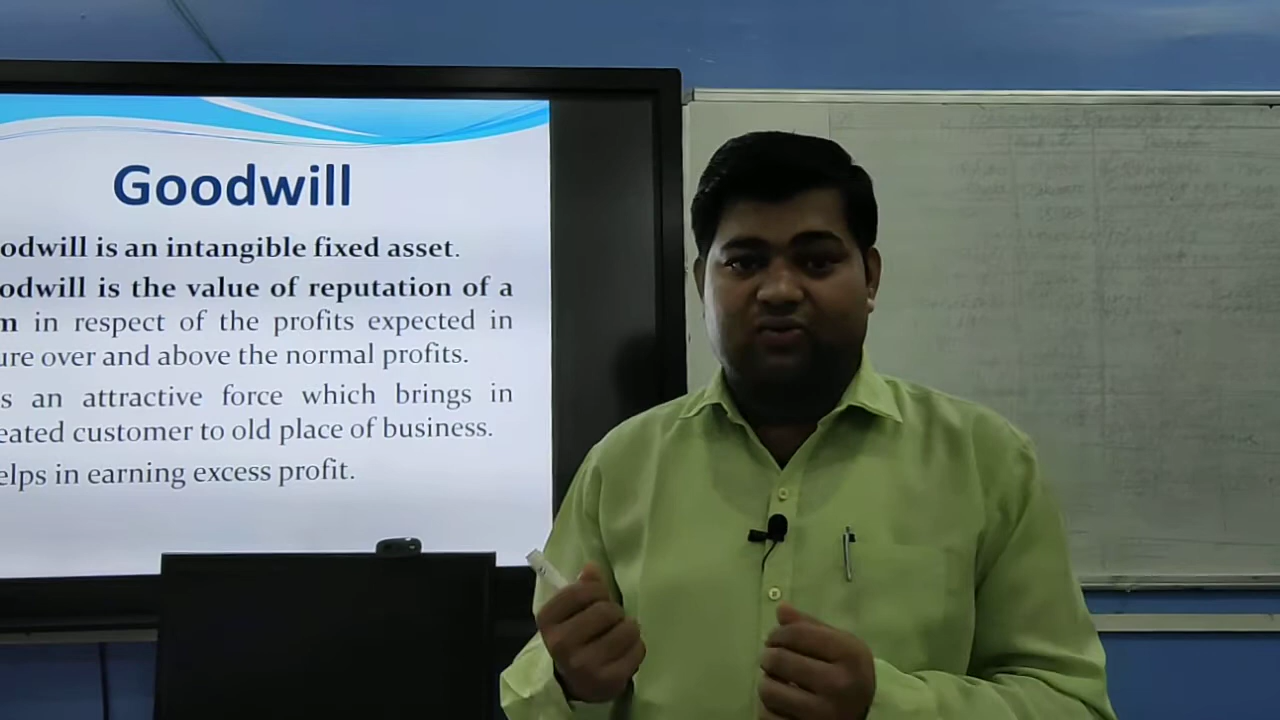 Goodwill
odwill is an intangible fixed asset.
odwill is the value of reputation of a
m in respect of the profits expected in
ure over and above the normal profits.
s an attractive force which brings in
eated customer to old place of business.
elps in earning excess profit.